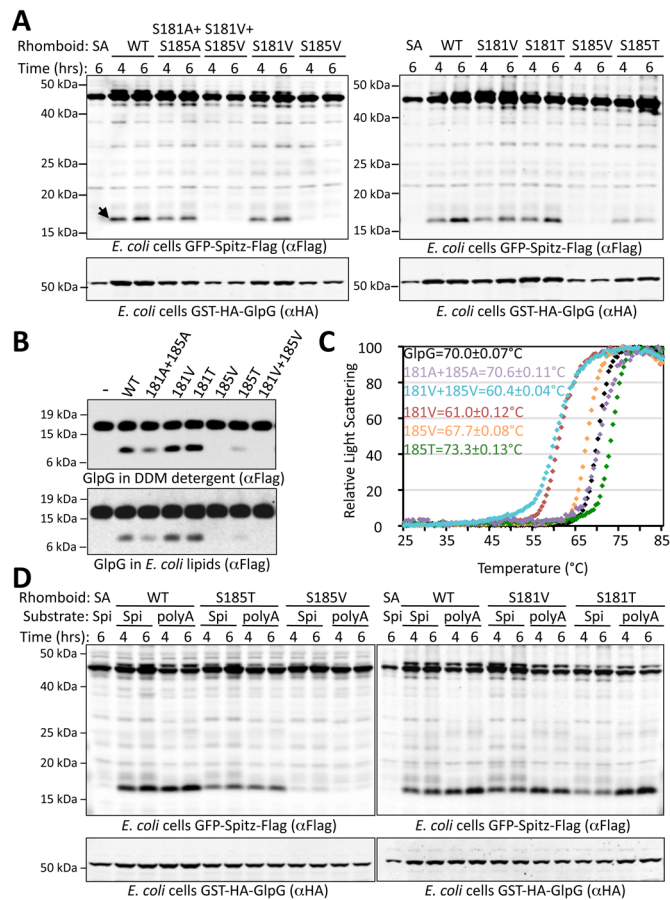 A
S181A+ S181V+
Rhomboid: SA WT S185A S185V S181V S185V
Time (hrs): 6 4 6 4 6 4 6 4 6 4 6
50 kDa
40 kDa
25 kDa
20 kDa
15 kDa
E. coli cells GFP-Spitz-Flag (αFlag)
50 kDa
E. coli cells GST-HA-GlpG (αHA)
SA WT S181V S181T S185V S185T
6 4 6 4 6 4 6 4 6 4 6
50 kDa
40 kDa
25 kDa
20 kDa
15 kDa
E. coli cells GFP-Spitz-Flag (αFlag)
50 kDa
E. coli cells GST-HA-GlpG (αHA)
B
- WT 181A+185A 181V 181T 185V 185T 181V+185V
19 kDa
15 kDa
6 kDa
GlpG in DDM detergent (αFlag)
19 kDa
15 kDa
6 kDa
GlpG in E. coli lipids (αFlag)
C
Relative Light Scattering
100
80
60
40
20
0
GlpG=70.0±0.07°C
181A+185A=70.6±0.11°C
181V+185V=60.4±0.04°C
181V=61.0±0.12°C
185V=67.7±0.08°C
185T=73.3±0.13°C
25 35 45 55 65 75 85
Temperature (°C)
D
Rhomboid: SA WT S185T S185V SA WT S181V S181T
Substrate: Spi Spi polyA Spi polyA Spi polyA Spi Spi polyA Spi polyA Spi polyA
Time (hrs): 6 4 6 4 6 4 6 4 6 4 6 4 6 6 4 6 4 6 4 6 4 6 4 6 4 6
50 kDa
40 kDa
25 kDa
15 kDa
E. coli cells GFP-Spitz-Flag (αFlag)
E. coli cells GFP-Spitz-Flag (αFlag)
50 kDa
E. coli cells GST-HA-GlpG (αHA)
E. coli cells GST-HA-GlpG (αHA)